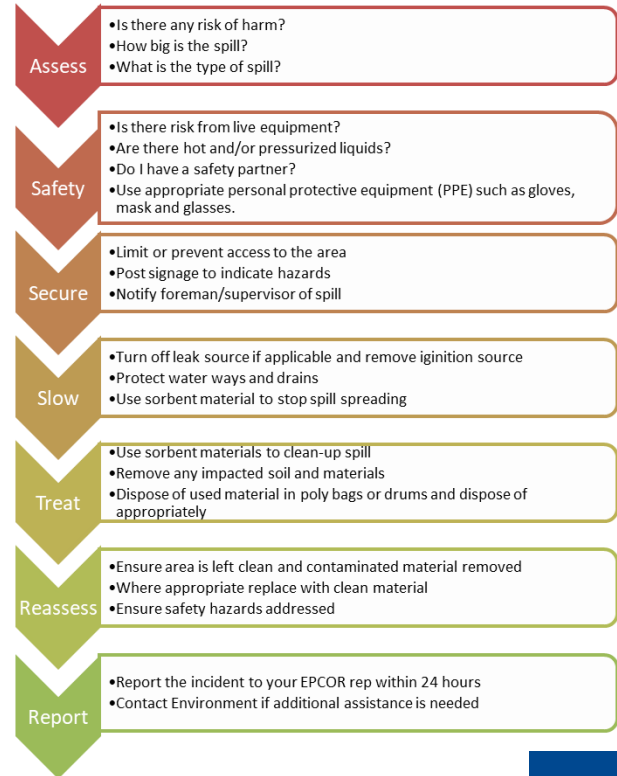 Assess
•Is there any risk of harm?
•How big is the spill?
•What is the type of spill?
Safety
•Is there risk from live equipment?
•Are there hot and/or pressurized liquids?
•Do I have a safety partner?
•Use appropriate personal protective equipment (PPE) such as gloves,
mask and glasses.
Secure
•Limit or prevent access to the area
•Post signage to indicate hazards
•Notify foreman/supervisor of spill
Slow
•Turn off leak source if applicable and remove iginition source
•Protect water ways and drains
•Use sorbent material to stop spill spreading
Treat
•Use sorbent materials to clean-up spill
•Remove any impacted soil and materials
•Dispose of used material in poly bags or drums and dispose of
appropriately
Reassess
•Ensure area is left clean and contaminated material removed
•Where appropriate replace with clean material
•Ensure safety hazards addressed
Report
•Report the incident to your EPCOR rep within 24 hours
•Contact Environment if additional assistance is needed